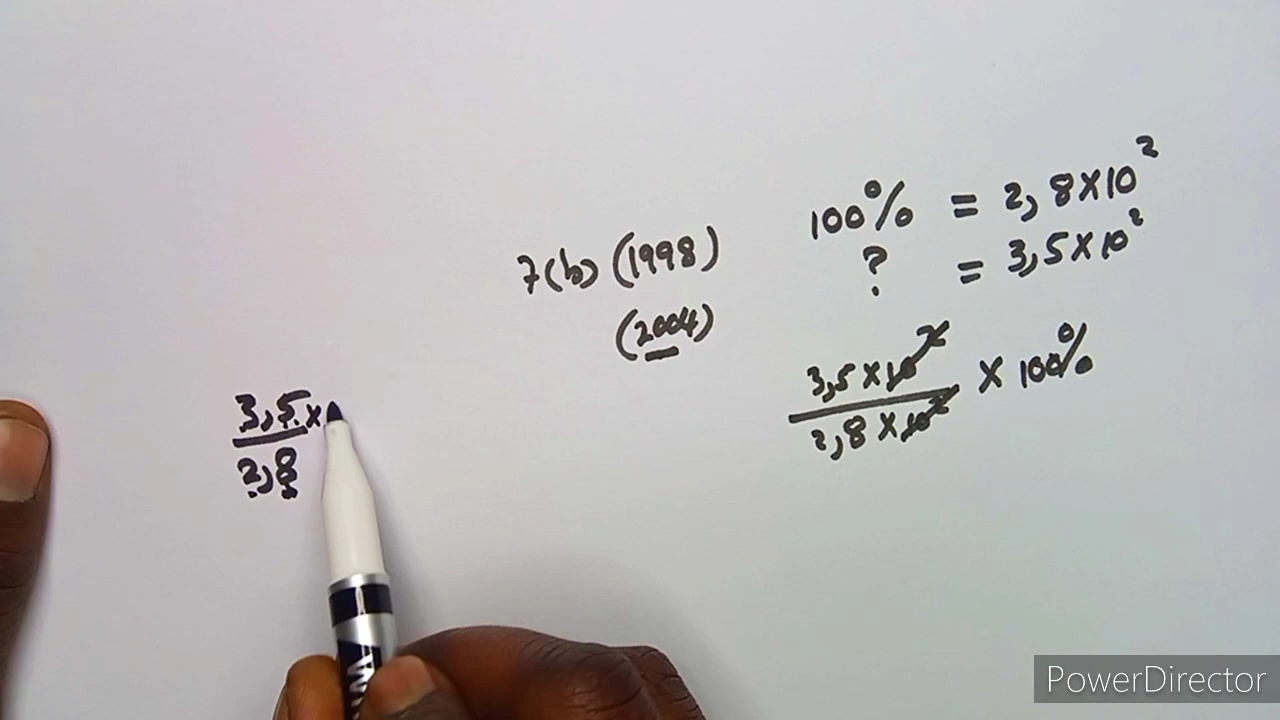 100% = 2,8×10²
7(b) (1998)
? = 3,5×10²
(2004)
3,5×10²
× 100%
2,8×10²
3,5×
2,8
PowerDirector